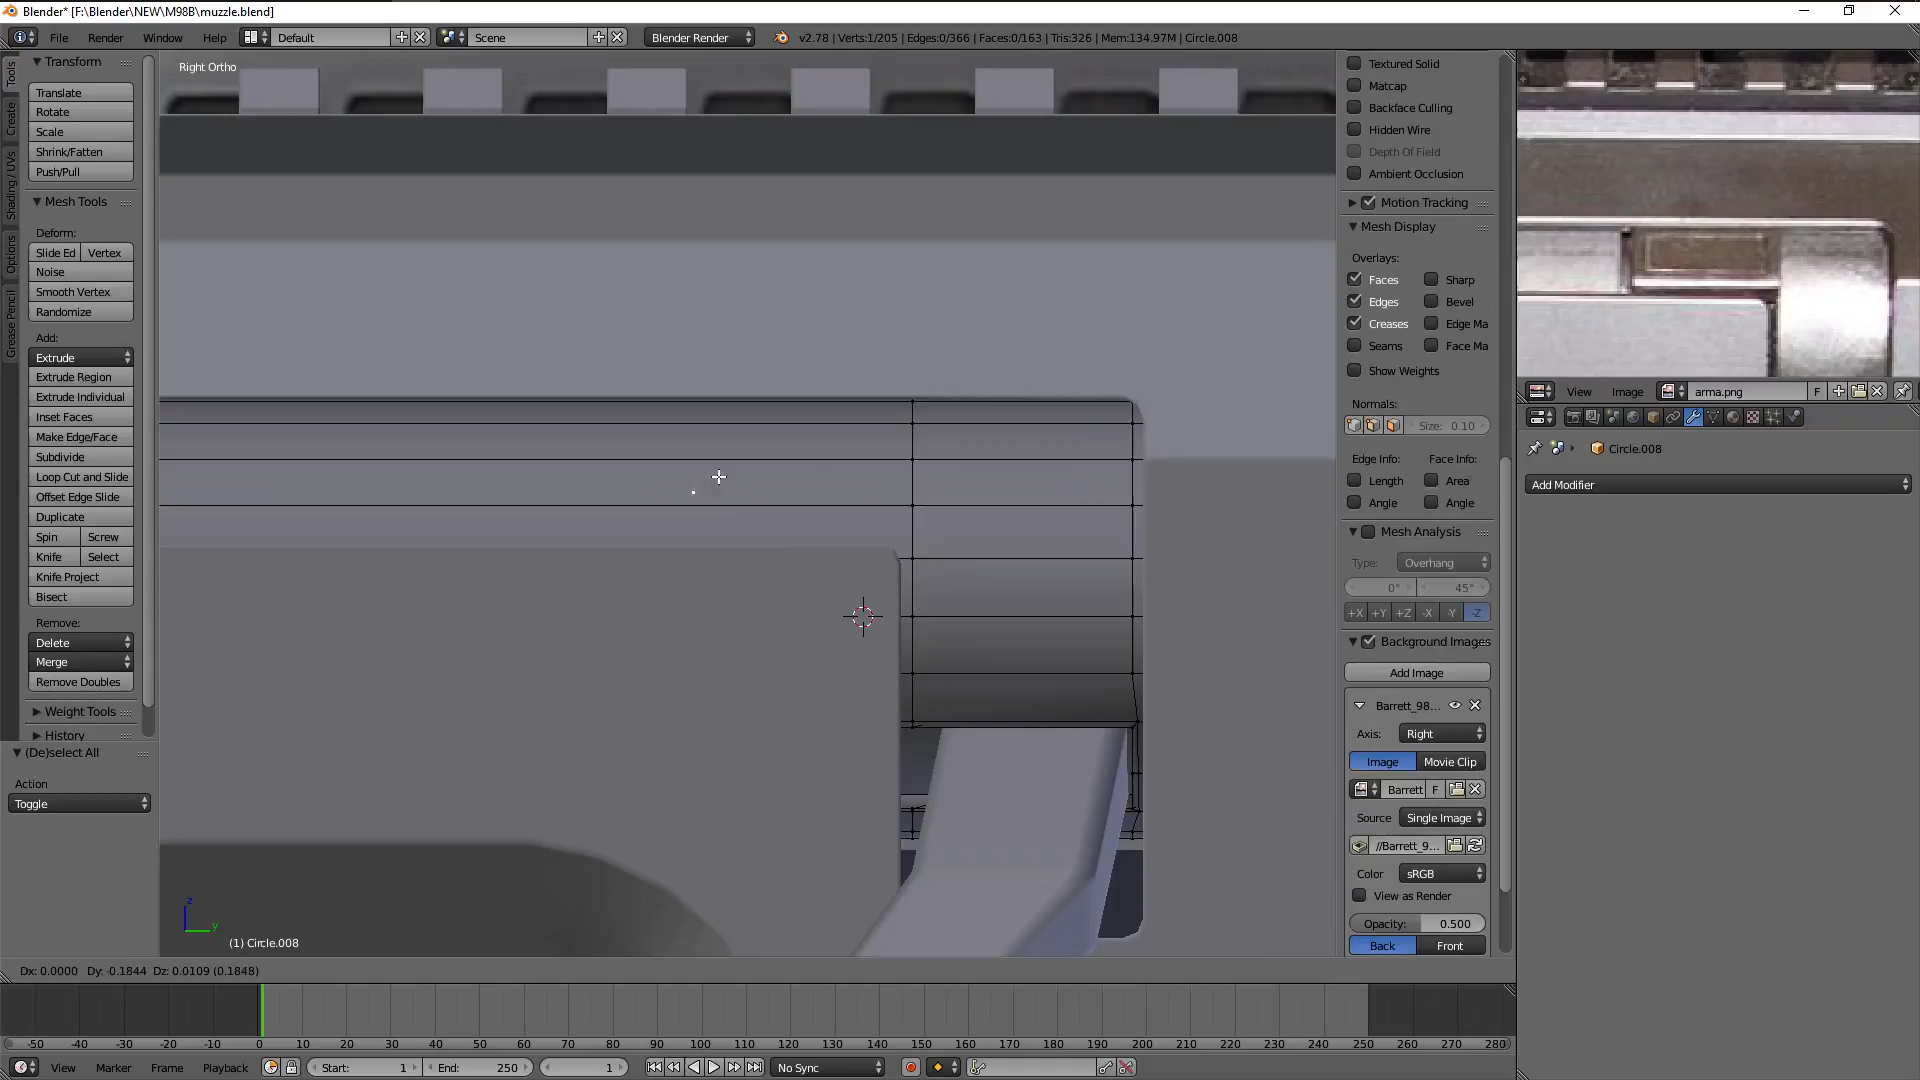 Blender* [F:\Blender\NEW\M98B\muzzle.blend]
File Render Window Help Default Scene Blender Render v2.78 | Verts:1/205 | Edges:0/366 | Faces:0/163 | Tris:326 | Mem:134.97M | Circle.008
Tools
Create
Shading / UVs
Options
Grease Pencil
Transform
Translate
Rotate
Scale
Shrink/Fatten
Push/Pull
Mesh Tools
Deform:
Slide Ed Vertex
Noise
Smooth Vertex
Randomize
Add:
Extrude
Extrude Region
Extrude Individual
Inset Faces
Make Edge/Face
Subdivide
Loop Cut and Slide
Offset Edge Slide
Duplicate
Spin Screw
Knife Select
Knife Project
Bisect
Remove:
Delete
Merge
Remove Doubles
Weight Tools
History
(De)select All
Action
Toggle
Right Ortho
z
y
(1) Circle.008
Textured Solid
Matcap
Backface Culling
Hidden Wire
Depth Of Field
Ambient Occlusion
Motion Tracking
Mesh Display
Overlays:
Faces Sharp
Edges Bevel
Creases Edge Ma
Seams Face Ma
Show Weights
Normals:
Size: 0.10
Edge Info: Face Info:
Length Area
Angle Angle
Mesh Analysis
Type: Overhang
0° 45°
+X +Y +Z -X -Y -Z
Background Images
Add Image
Barrett_98...
Axis: Right
Image Movie Clip
Barrett F
Source Single Image
//Barrett_9...
Color sRGB
View as Render
Opacity: 0.500
Back Front
View Image arma.png F
Circle.008
Add Modifier
Dx: 0.0000 Dy: -0.1844 Dz: 0.0109 (0.1848)
-50 -40 -30 -20 -10 0 10 20 30 40 50 60 70 80 90 100 110 120 130 140 150 160 170 180 190 200 210 220 230 240 250 260 270 280
View Marker Frame Playback Start: 1 End: 250 1 No Sync